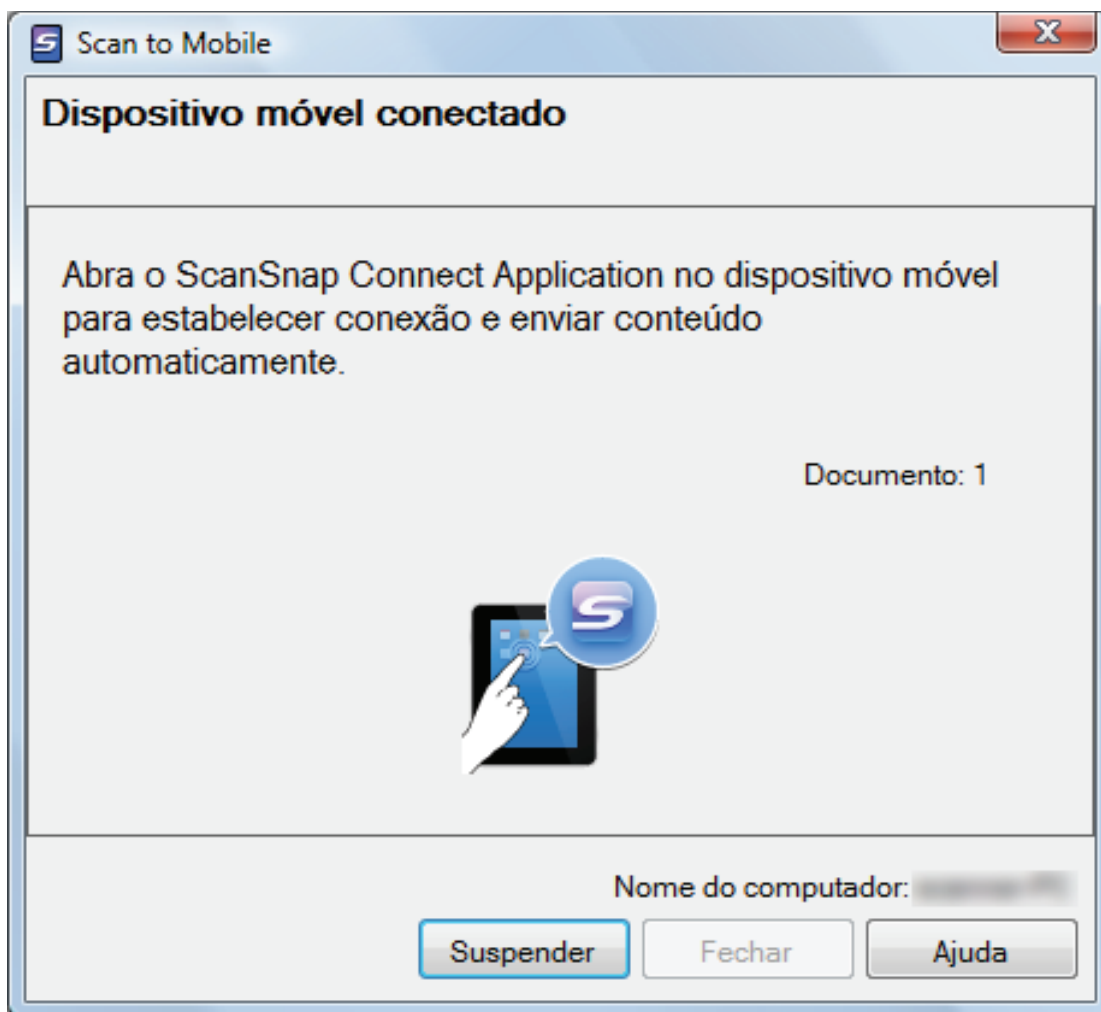 Scan to Mobile
Dispositivo móvel conectado
Abra o ScanSnap Connect Application no dispositivo móvel
para estabelecer conexão e enviar conteúdo
automaticamente.
Documento: 1
Nome do computador:
Suspender
Fechar
Ajuda